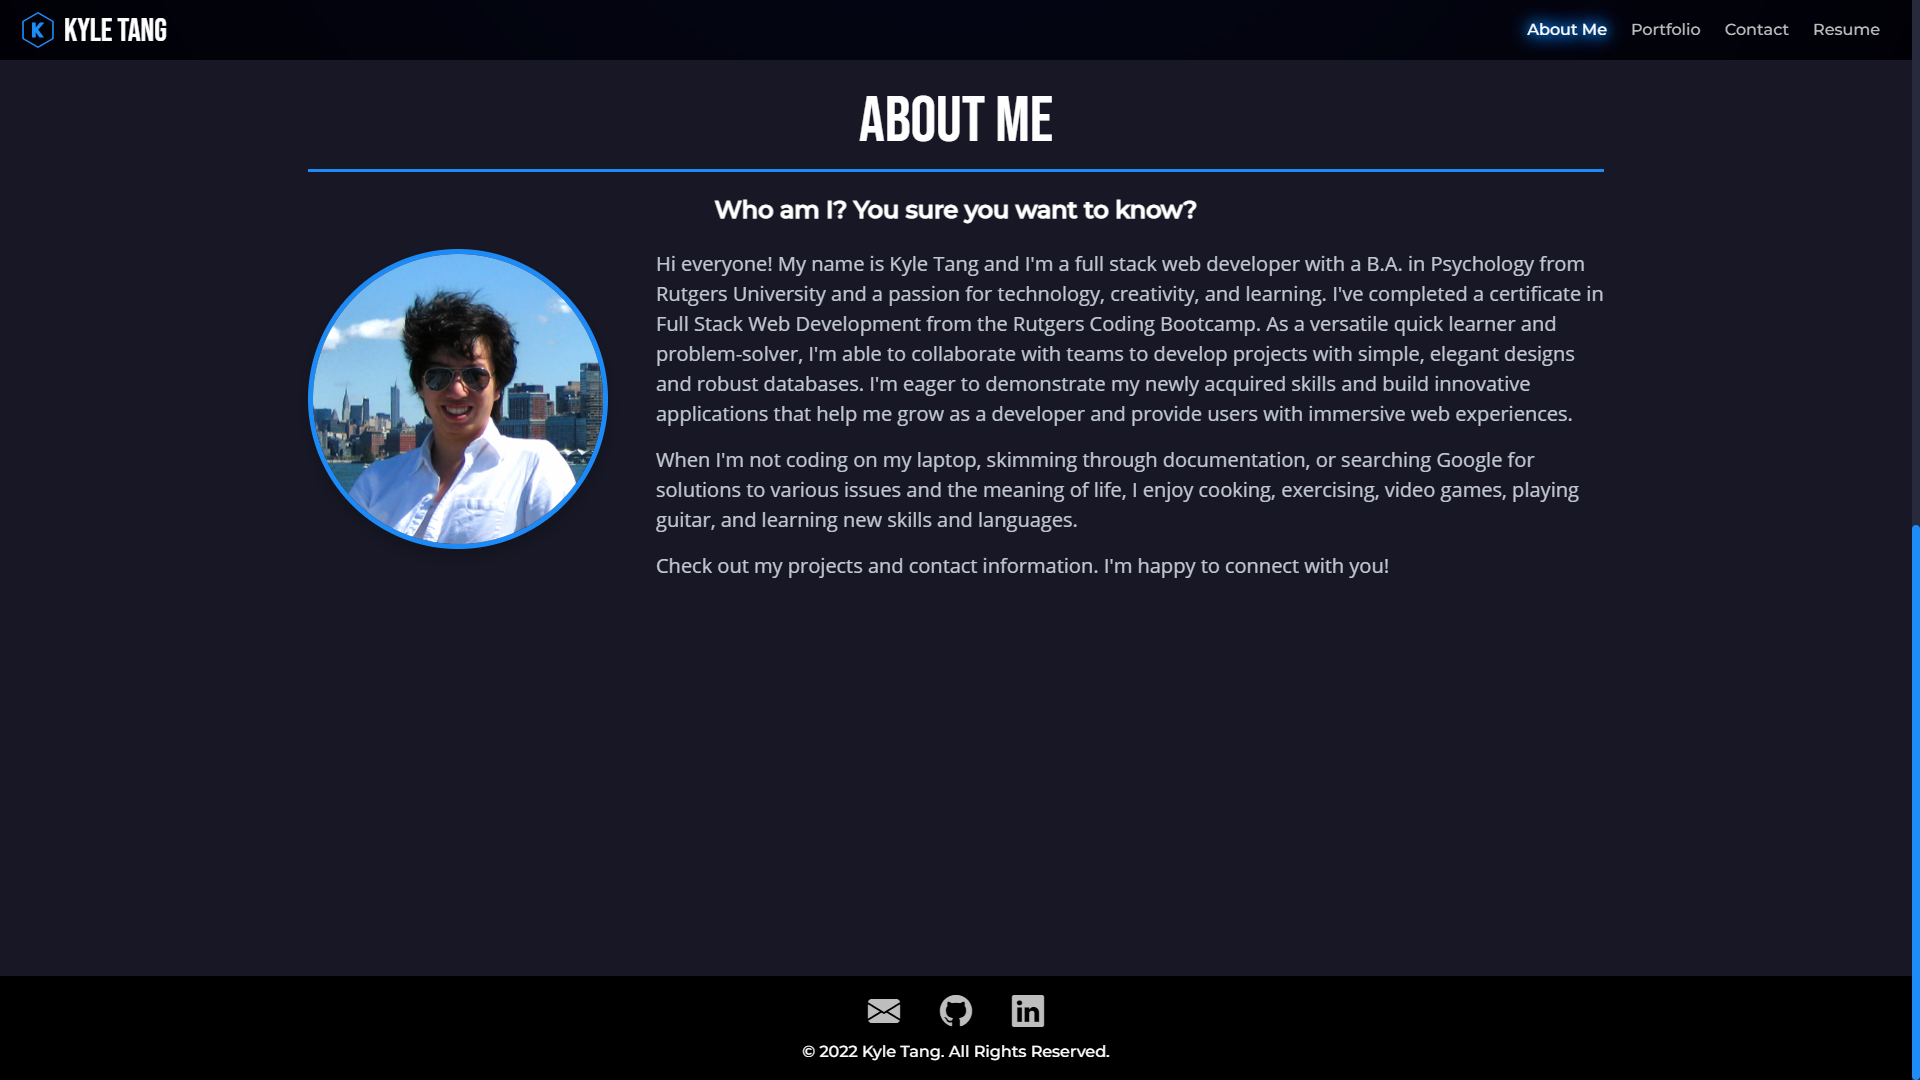 K KYLE TANG
About Me Portfolio Contact Resume
ABOUT ME
Who am I? You sure you want to know?
Hi everyone! My name is Kyle Tang and I'm a full stack web developer with a B.A. in Psychology from
Rutgers University and a passion for technology, creativity, and learning. I've completed a certificate in
Full Stack Web Development from the Rutgers Coding Bootcamp. As a versatile quick learner and
problem-solver, I'm able to collaborate with teams to develop projects with simple, elegant designs
and robust databases. I'm eager to demonstrate my newly acquired skills and build innovative
applications that help me grow as a developer and provide users with immersive web experiences.
When I'm not coding on my laptop, skimming through documentation, or searching Google for
solutions to various issues and the meaning of life, I enjoy cooking, exercising, video games, playing
guitar, and learning new skills and languages.
Check out my projects and contact information. I'm happy to connect with you!
in
© 2022 Kyle Tang. All Rights Reserved.